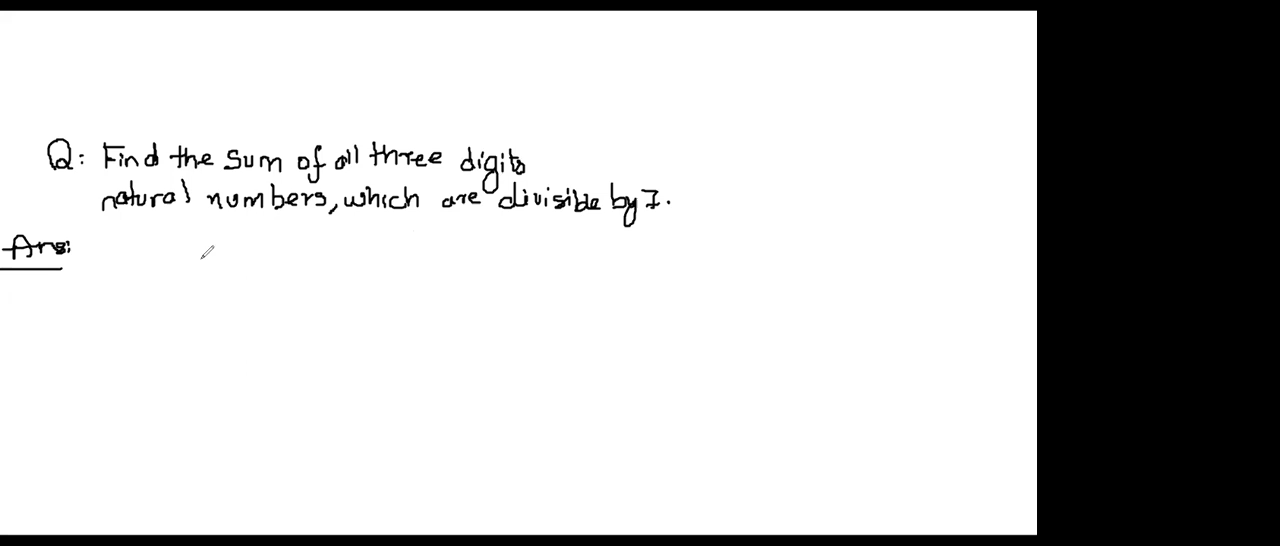 Q: Find the sum of all three digits
natural numbers, which are divisible by 7.
Ans: